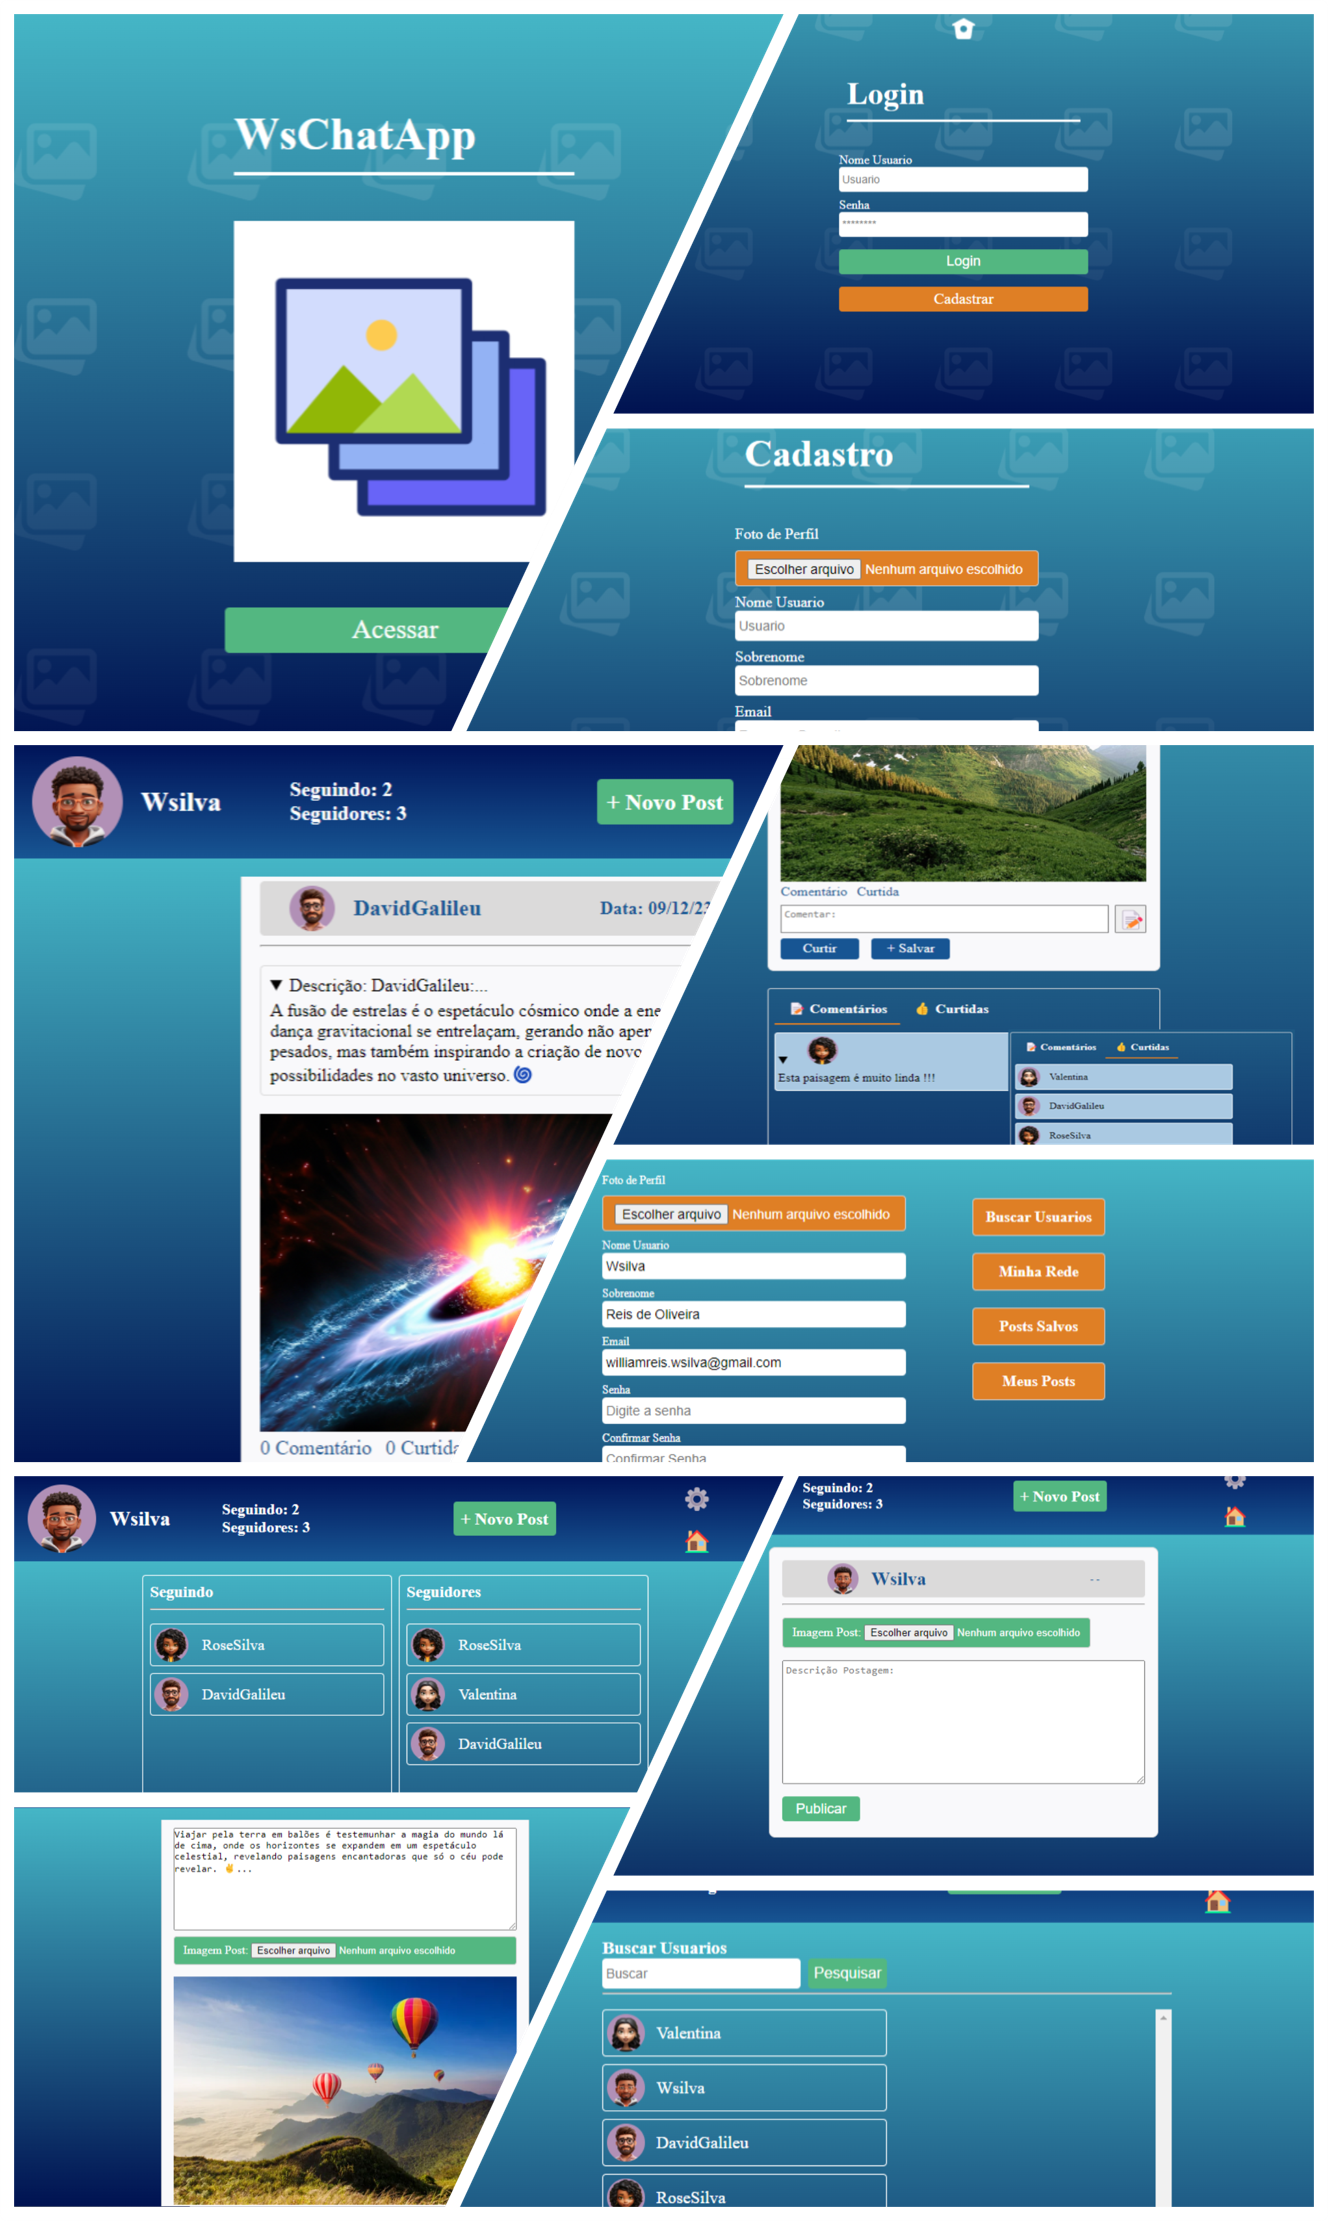 WsChatApp
Acessar
Login
Nome Usuario
Usuario
Senha
********
Login
Cadastrar
Cadastro
Foto de Perfil
Escolher arquivo Nenhum arquivo escolhido
Nome Usuario
Usuario
Sobrenome
Sobrenome
Email
Wsilva
Seguindo: 2
Seguidores: 3
+ Novo Post
DavidGalileu
Data: 09/12/23
▼ Descrição: DavidGalileu:...
A fusão de estrelas é o espetáculo cósmico onde a ene
dança gravitacional se entrelaçam, gerando não aper
pesados, mas também inspirando a criação de novo
possibilidades no vasto universo. 🌀
0 Comentário 0 Curtida
Comentário Curtida
Comentar:
Curtir
+ Salvar
Comentários
👍 Curtidas
▼
Esta paisagem é muito linda !!!
Comentários
👍 Curtidas
Valentina
DavidGalileu
RoseSilva
Foto de Perfil
Escolher arquivo Nenhum arquivo escolhido
Nome Usuario
Wsilva
Sobrenome
Reis de Oliveira
Email
williamreis.wsilva@gmail.com
Senha
Digite a senha
Confirmar Senha
Confirmar Senha
Buscar Usuarios
Minha Rede
Posts Salvos
Meus Posts
Wsilva
Seguindo: 2
Seguidores: 3
+ Novo Post
Seguindo
RoseSilva
DavidGalileu
Seguidores
RoseSilva
Valentina
DavidGalileu
Seguindo: 2
Seguidores: 3
+ Novo Post
Wsilva
--
Imagem Post: Escolher arquivo Nenhum arquivo escolhido
Descrição Postagem:
Publicar
Viajar pela terra em balões é testemunhar a magia do mundo lá
de cima, onde os horizontes se expandem em um espetáculo
celestial, revelando paisagens encantadoras que só o céu pode
revelar. ✌...
Imagem Post: Escolher arquivo Nenhum arquivo escolhido
Buscar Usuarios
Buscar
Pesquisar
Valentina
Wsilva
DavidGalileu
RoseSilva